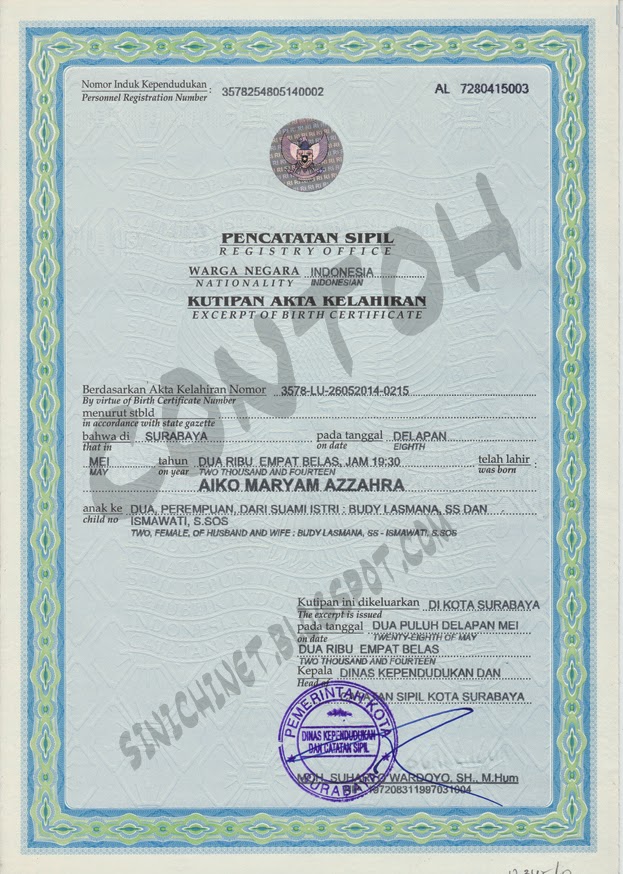 Nomor Induk Kependudukan : 3578254805140002 AL 7280415003
Personnel Registration Number
PENCATATAN SIPIL
REGISTRY OFFICE
WARGA NEGARA INDONESIA
NATIONALITY INDONESIAN
KUTIPAN AKTA KELAHIRAN
EXCERPT OF BIRTH CERTIFICATE
CONTOH
Berdasarkan Akta Kelahiran Nomor 3578-LU-26052014-0215
By virtue of Birth Certificate Number
menurut stbld
in accordance with state gazette
bahwa di SURABAYA pada tanggal DELAPAN
that in on date EIGHTH
MEI tahun DUA RIBU EMPAT BELAS, JAM 19:30 telah lahir :
MAY on year TWO THOUSAND AND FOURTEEN was born
AIKO MARYAM AZZAHRA
anak ke DUA, PEREMPUAN, DARI SUAMI ISTRI : BUDY LASMANA, SS DAN
child no ISMAWATI, S.SOS
TWO, FEMALE, OF HUSBAND AND WIFE : BUDY LASMANA, SS - ISMAWATI, S.SOS
SINICHINET.BLOGSPOT.COM
Kutipan ini dikeluarkan DI KOTA SURABAYA
The excerpt is issued
pada tanggal DUA PULUH DELAPAN MEI
on date TWENTY-EIGHTH OF MAY
DUA RIBU EMPAT BELAS
TWO THOUSAND AND FOURTEEN
Kepala DINAS KEPENDUDUKAN DAN
Head of
CATATAN SIPIL KOTA SURABAYA
PEMERINTAH KOTA
DINAS KEPENDUDUKAN
DAN CATATAN SIPIL
SURABAYA
WARDOYO, SH., M.Hum
197208311997031004